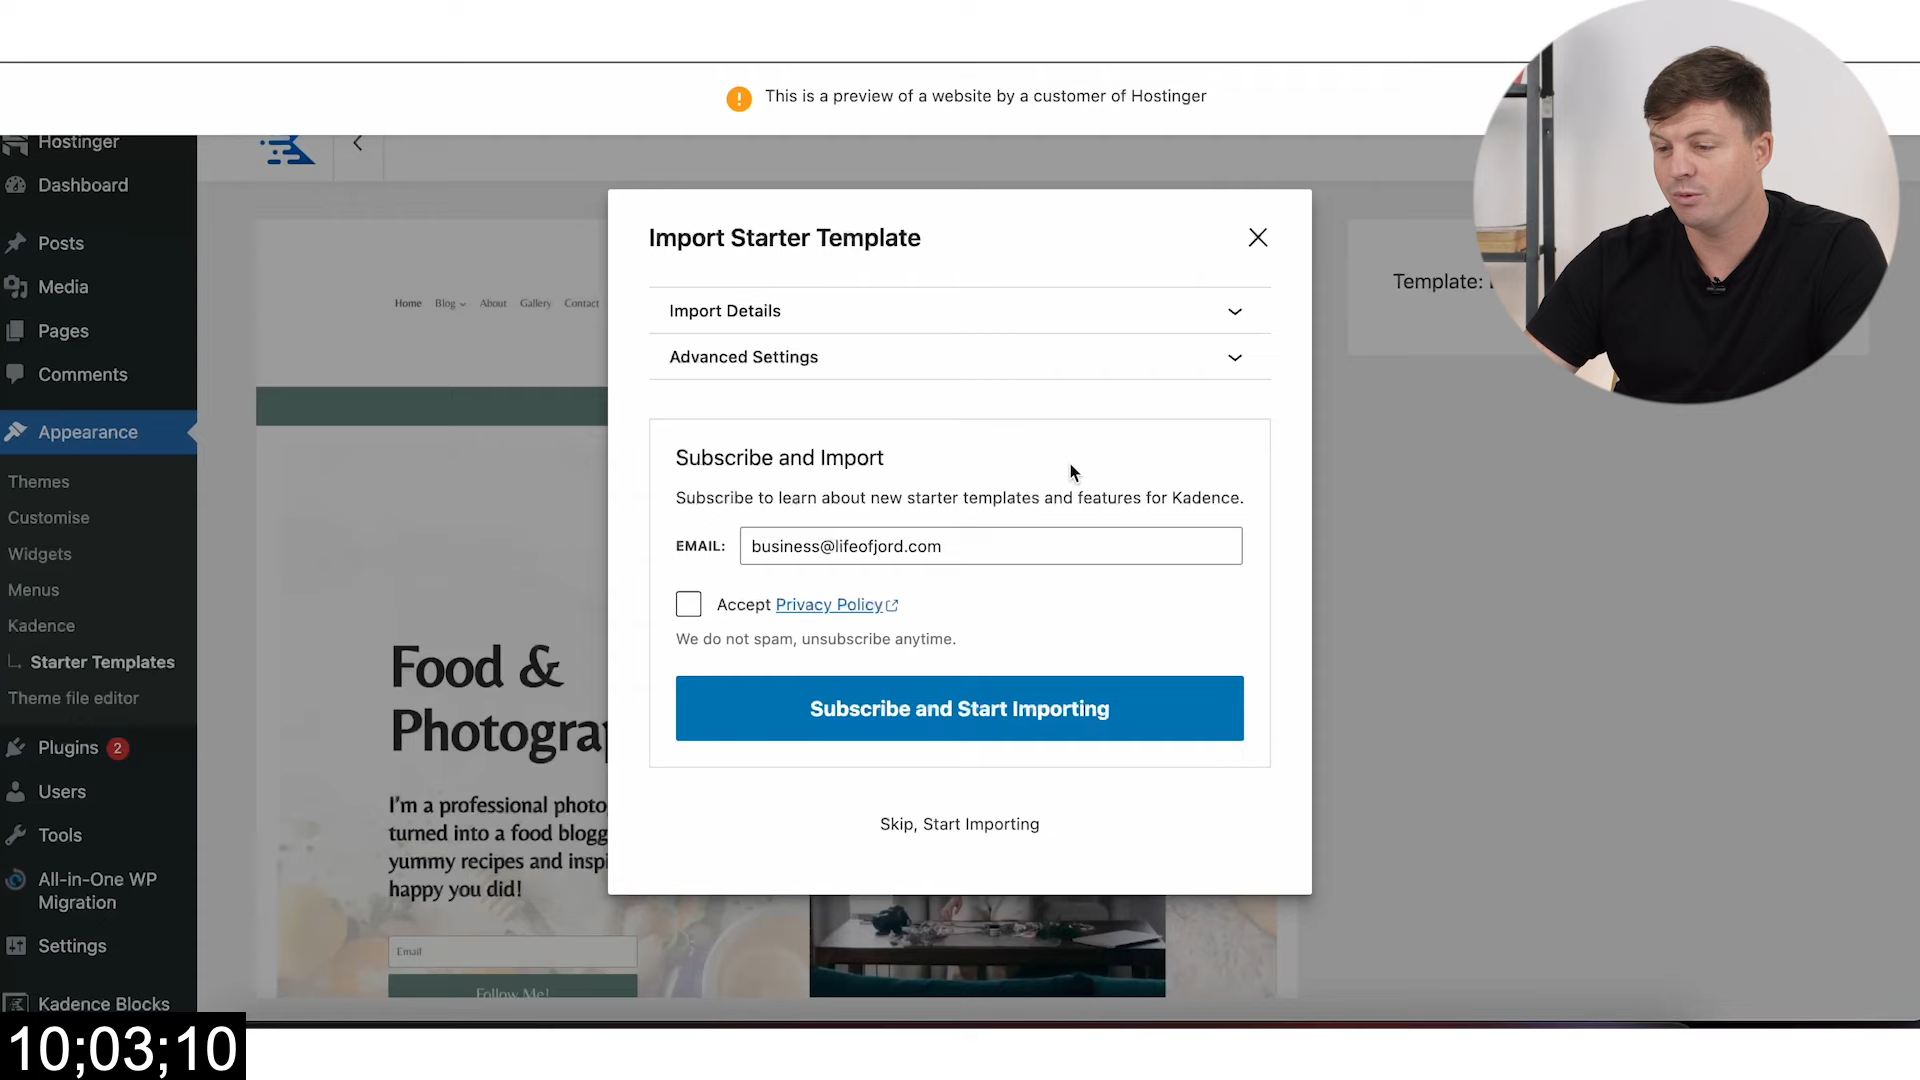 This is a preview of a website by a customer of Hostinger
Hostinger
Dashboard
Posts
Media
Pages
Comments
Appearance
Themes
Customise
Widgets
Menus
Kadence
Starter Templates
Theme file editor
Plugins 2
Users
Tools
All-in-One WP
Migration
Settings
Kadence Blocks
Home Blog About Gallery Contact
Food &
Photogra
I'm a professional photo
turned into a food blogg
yummy recipes and inspi
happy you did!
Email
Follow Me!
Import Starter Template
Import Details
Advanced Settings
Subscribe and Import
Subscribe to learn about new starter templates and features for Kadence.
EMAIL: business@lifeofjord.com
Accept Privacy Policy
We do not spam, unsubscribe anytime.
Subscribe and Start Importing
Skip, Start Importing
Template:
10;03;10